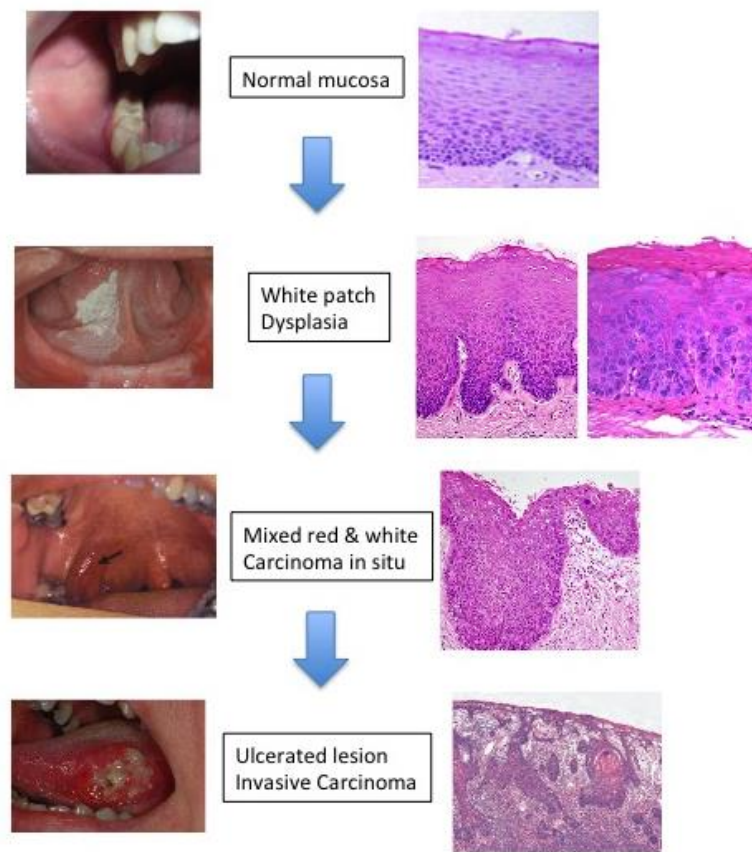 Normal mucosa
White patch
Dysplasia
Mixed red & white
Carcinoma in situ
Ulcerated lesion
Invasive Carcinoma